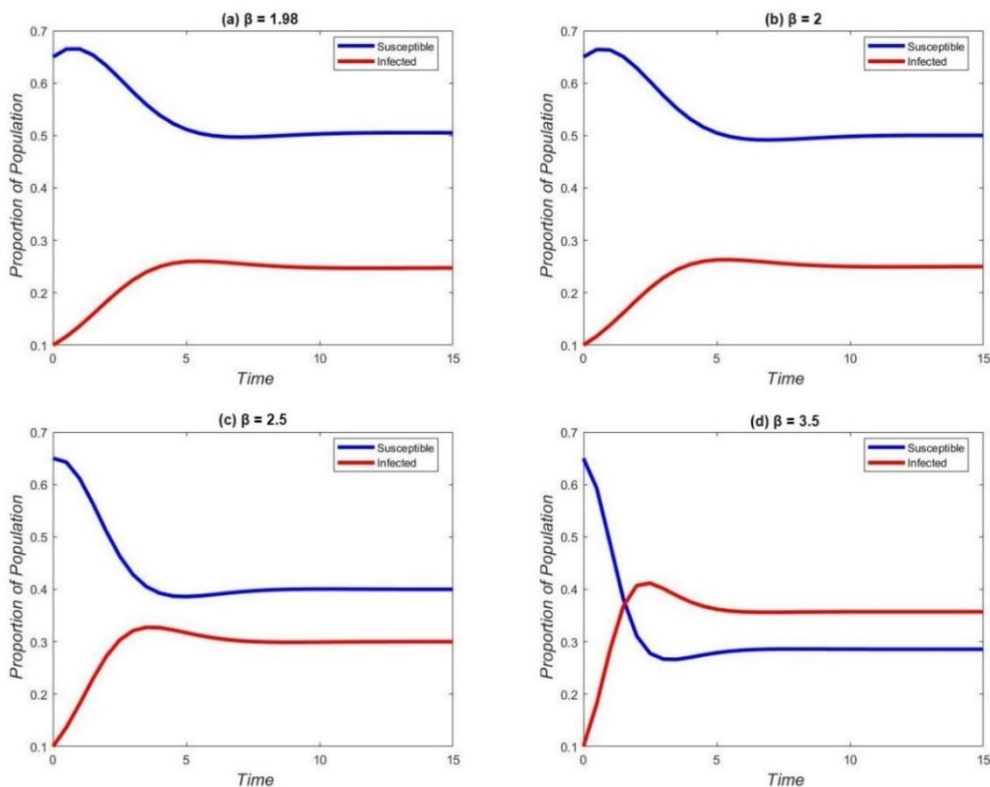 (a) β = 1.98
Susceptible
Infected
Proportion of Population
0.7
0.6
0.5
0.4
0.3
0.2
0.1
0
5
10
15
Time
(b) β = 2
Susceptible
Infected
Proportion of Population
0.7
0.6
0.5
0.4
0.3
0.2
0.1
0
5
10
15
Time
(c) β = 2.5
Susceptible
Infected
Proportion of Population
0.7
0.6
0.5
0.4
0.3
0.2
0.1
0
5
10
15
Time
(d) β = 3.5
Susceptible
Infected
Proportion of Population
0.7
0.6
0.5
0.4
0.3
0.2
0.1
0
5
10
15
Time